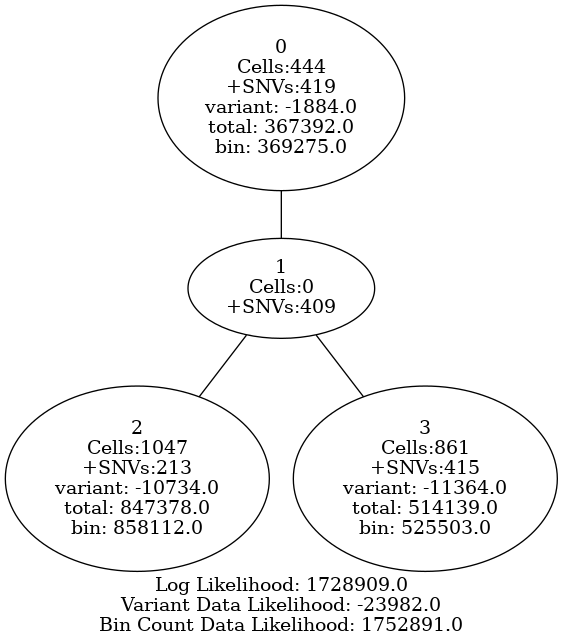 0
Cells:444
+SNVs:419
variant: -1884.0
total: 367392.0
bin: 369275.0
1
Cells:0
+SNVs:409
2
Cells:1047
+SNVs:213
variant: -10734.0
total: 847378.0
bin: 858112.0
3
Cells:861
+SNVs:415
variant: -11364.0
total: 514139.0
bin: 525503.0
Log Likelihood: 1728909.0
Variant Data Likelihood: -23982.0
Bin Count Data Likelihood: 1752891.0